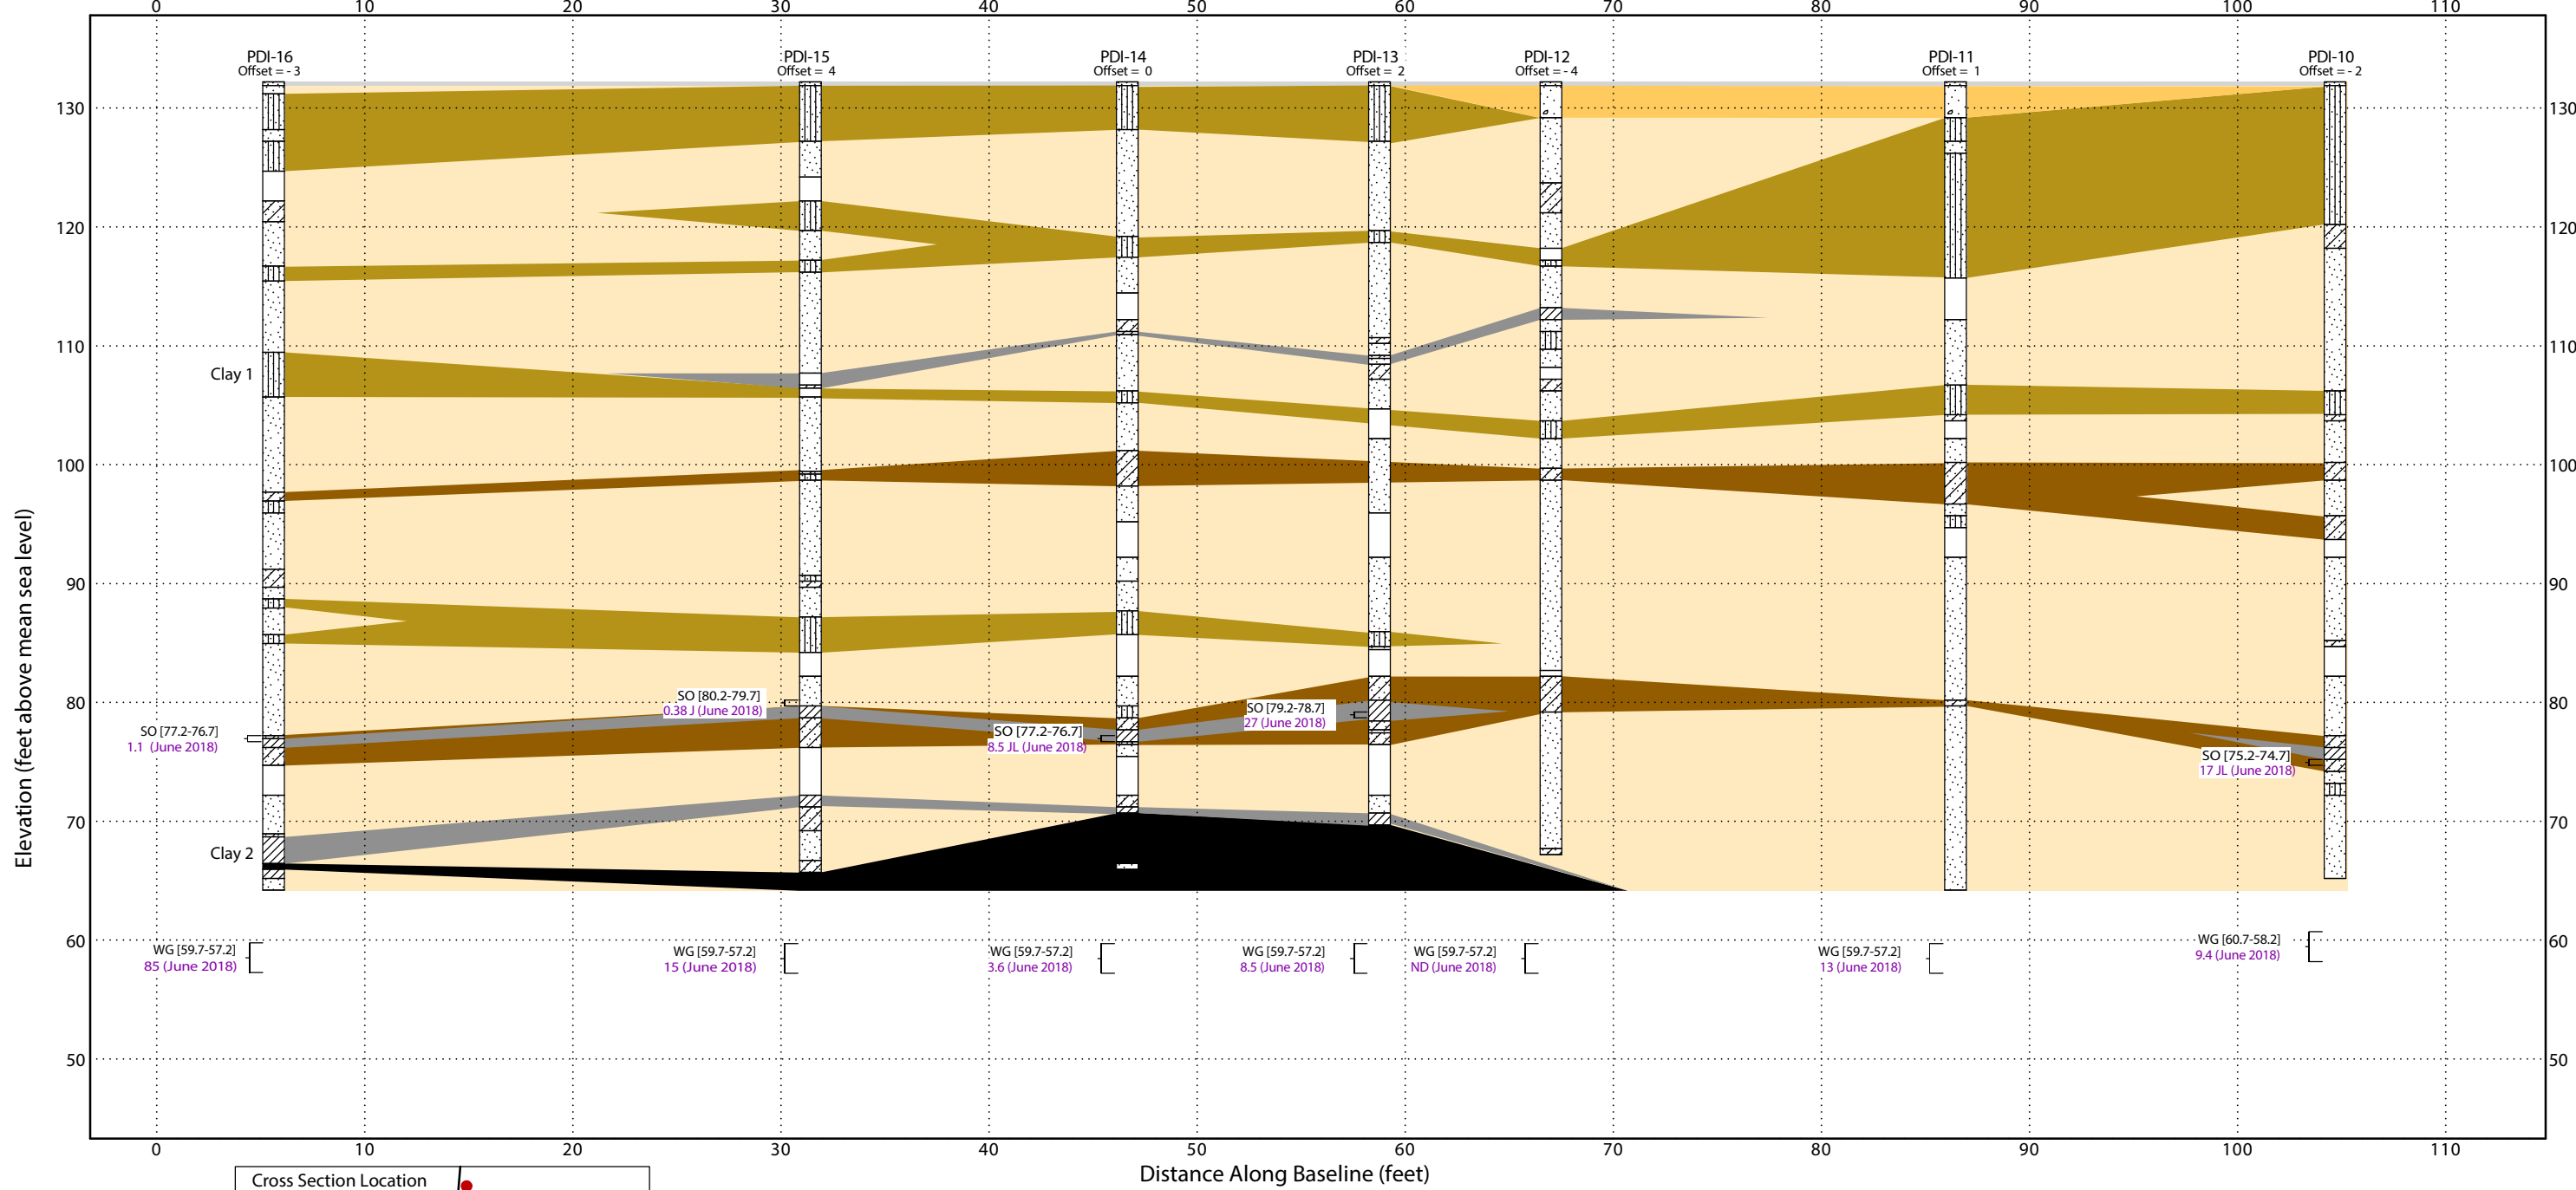 0 10 20 30 40 50 60 70 80 90 100 110
PDI-16 PDI-15 PDI-14 PDI-13 PDI-12 PDI-11 PDI-10
Offset = - 3 Offset = 4 Offset = 0 Offset = 2 Offset = - 4 Offset = 1 Offset = - 2
130 130
120 120
110 110
Clay 1
100 100
90 90
80 80
SO [80.2-79.7]
0.38 J (June 2018)
SO [79.2-78.7]
27 (June 2018)
SO [77.2-76.7]
1.1 (June 2018)
SO [77.2-76.7]
8.5 JL (June 2018)
SO [75.2-74.7]
17 JL (June 2018)
70 70
Clay 2
Elevation (feet above mean sea level)
60 60
WG [59.7-57.2]
85 (June 2018)
WG [59.7-57.2]
15 (June 2018)
WG [59.7-57.2]
3.6 (June 2018)
WG [59.7-57.2]
8.5 (June 2018)
WG [59.7-57.2]
ND (June 2018)
WG [59.7-57.2]
13 (June 2018)
WG [60.7-58.2]
9.4 (June 2018)
50 50
0 10 20 30 40 50 60 70 80 90 100 110
Distance Along Baseline (feet)
Cross Section Location